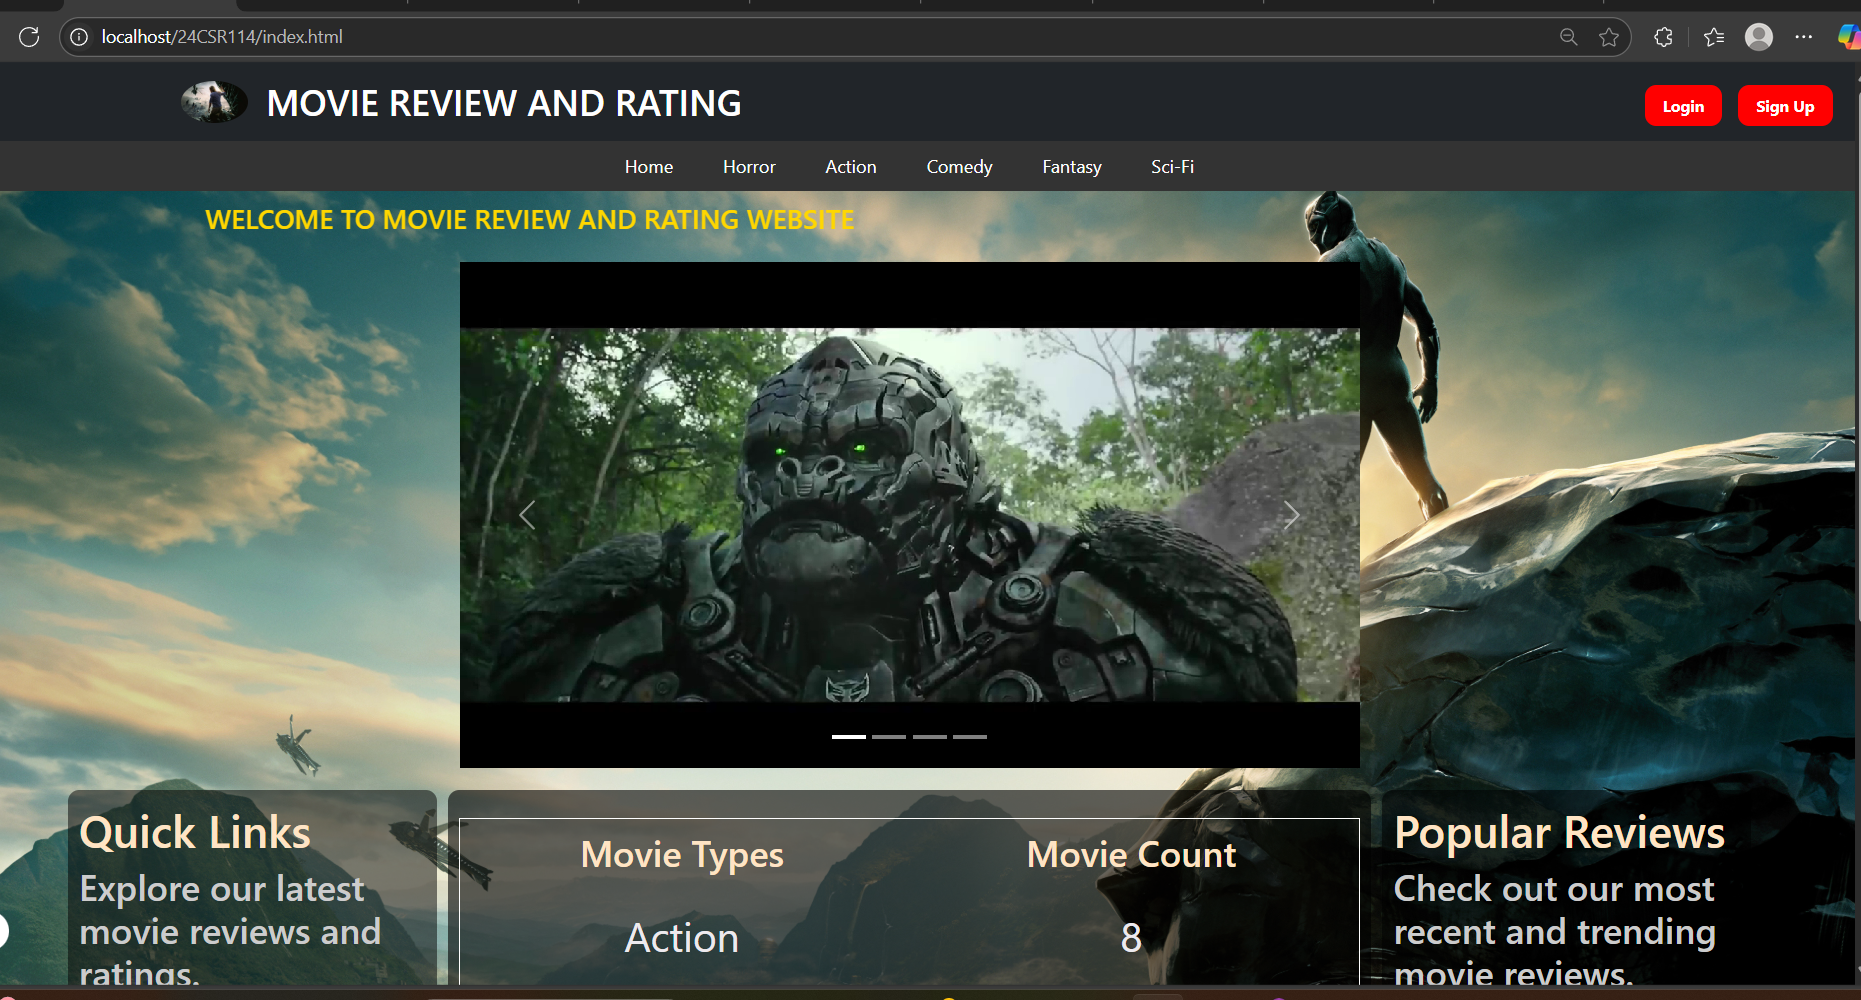 localhost/24CSR114/index.html
MOVIE REVIEW AND RATING
Login
Sign Up
Home
Horror
Action
Comedy
Fantasy
Sci-Fi
WELCOME TO MOVIE REVIEW AND RATING WEBSITE
Quick Links
Explore our latest
movie reviews and
ratings.
Movie Types
Movie Count
Action
8
Popular Reviews
Check out our most
recent and trending
movie reviews.